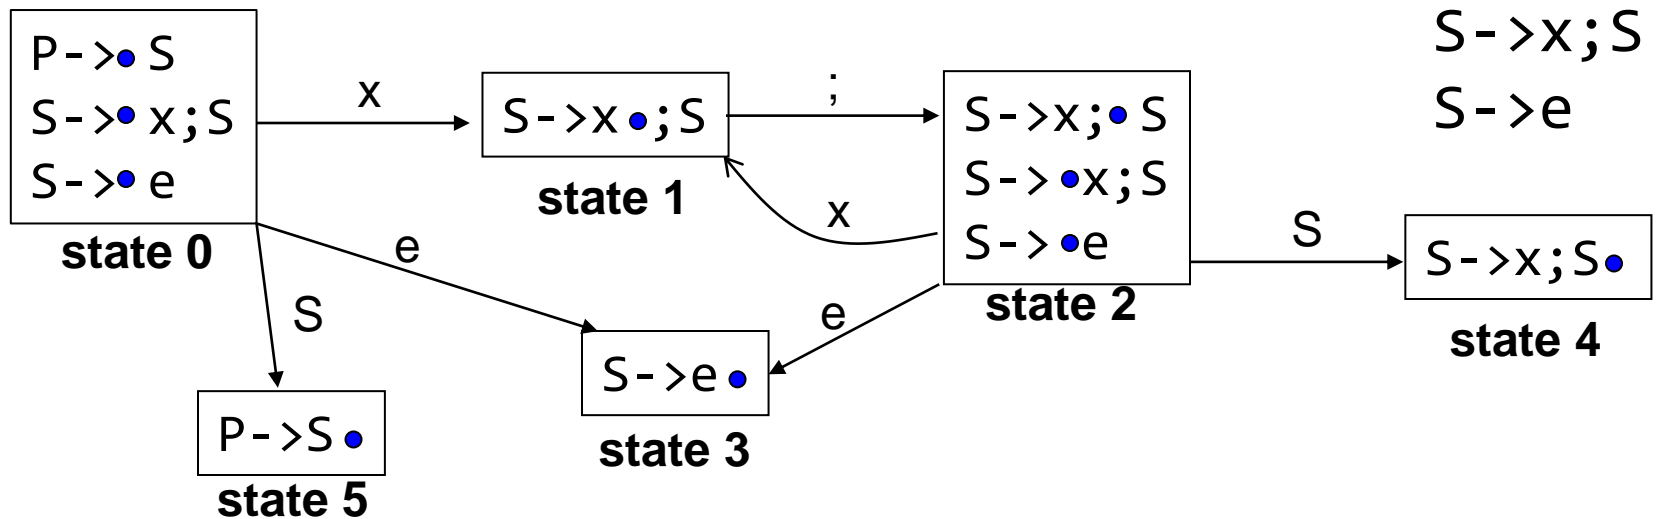 P->• S
S->• x;S
S->• e
state 0
x
S->x•;S
state 1
;
S->x;• S
S-> •x;S
S-> •e
state 2
x
e
S
e
S
S->x;S•
state 4
S->e•
state 3
P->S•
state 5
S->x;S
S->e